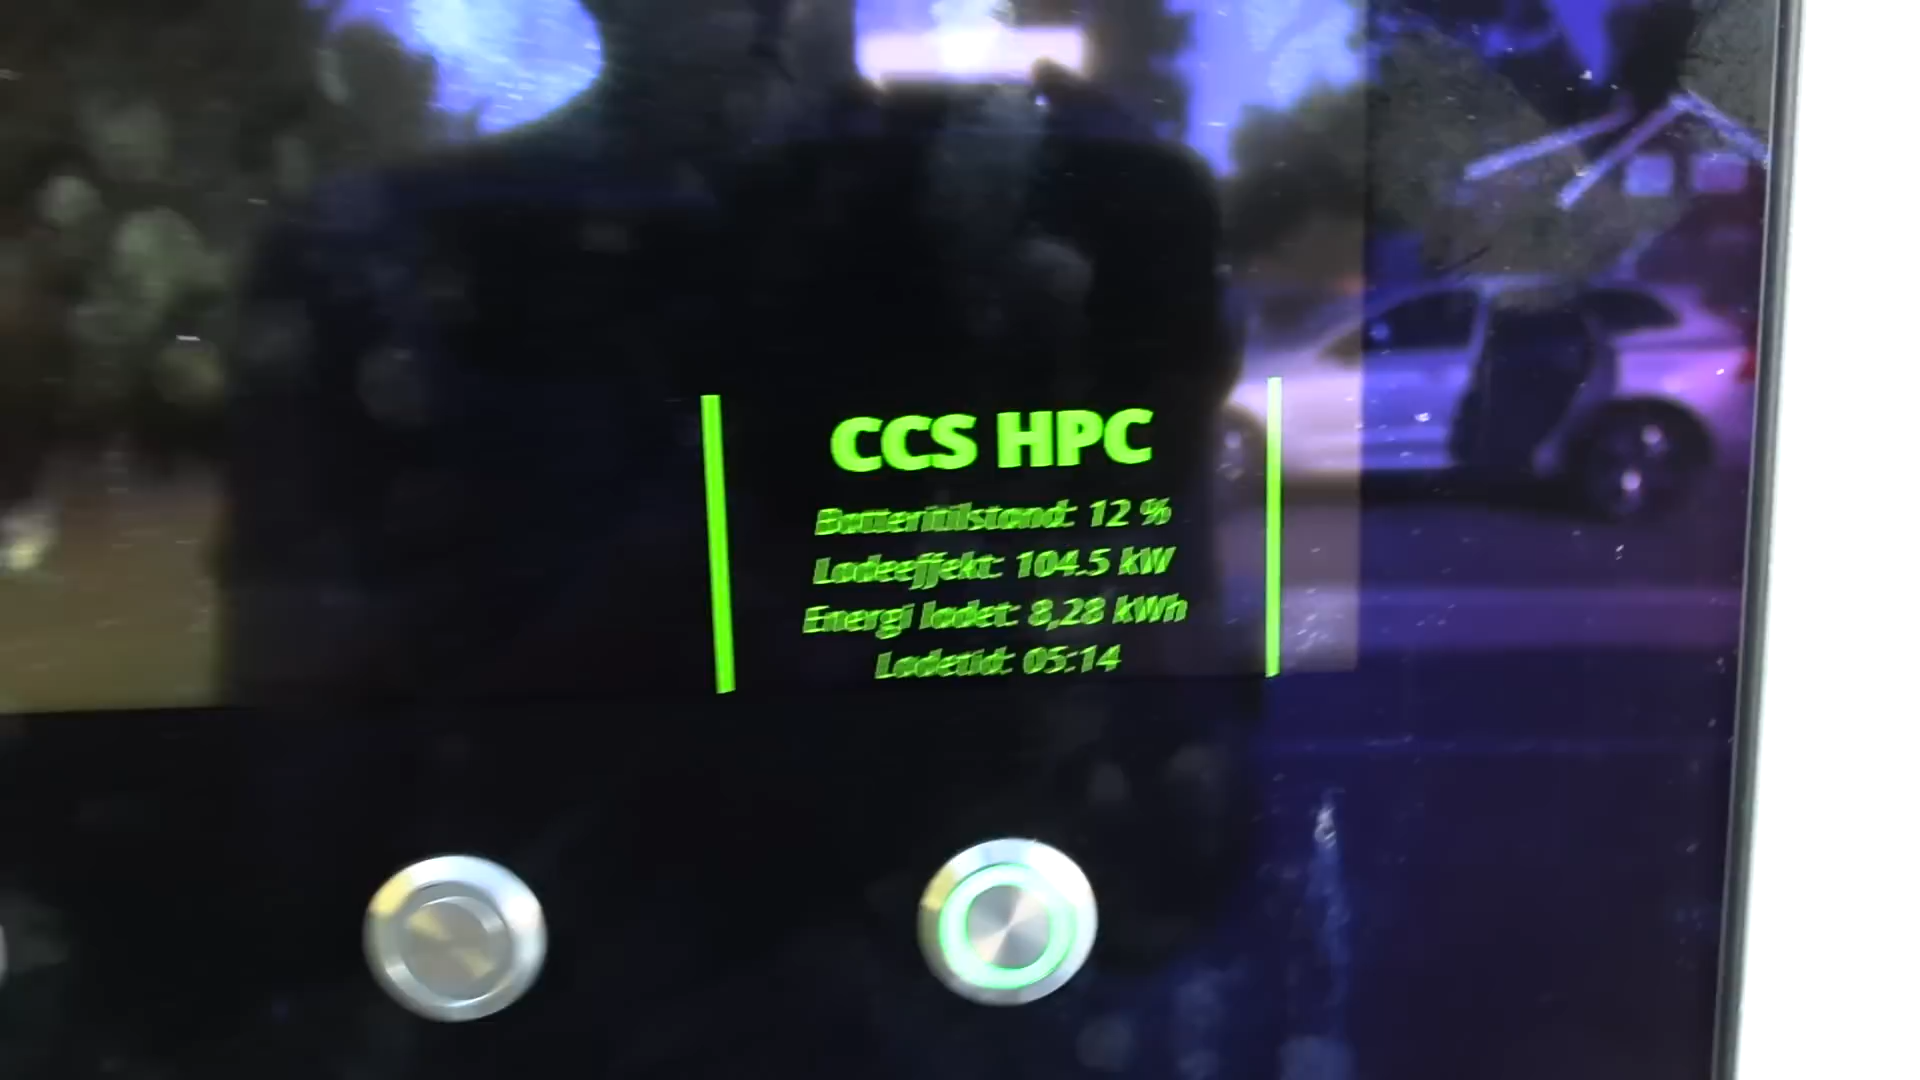 CCS HPC
Batteritilstand: 12 %
Ladeeffekt: 104.5 kW
Energi ladet: 8,28 kWh
Ladetid: 05:14